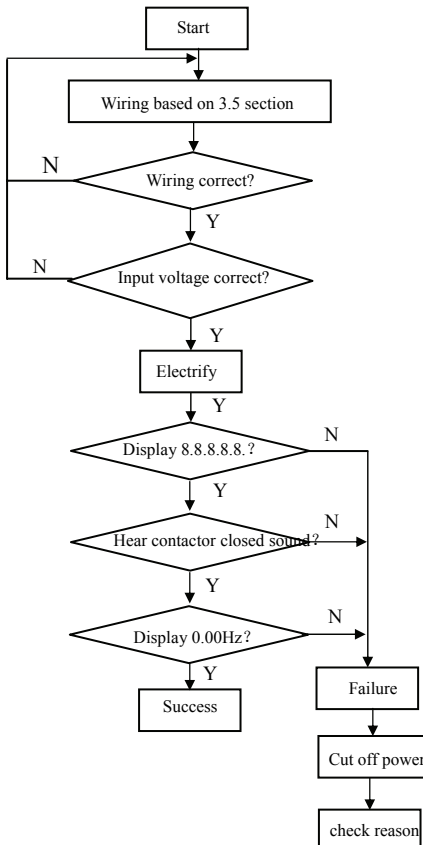 Start
Wiring based on 3.5 section
N
Wiring correct?
Y
N
Input voltage correct?
Y
Electrify
Y
Display 8.8.8.8.8.?
N
Y
Hear contactor closed sound?
N
Y
Display 0.00Hz?
N
Y
Success
Failure
Cut off power
check reason